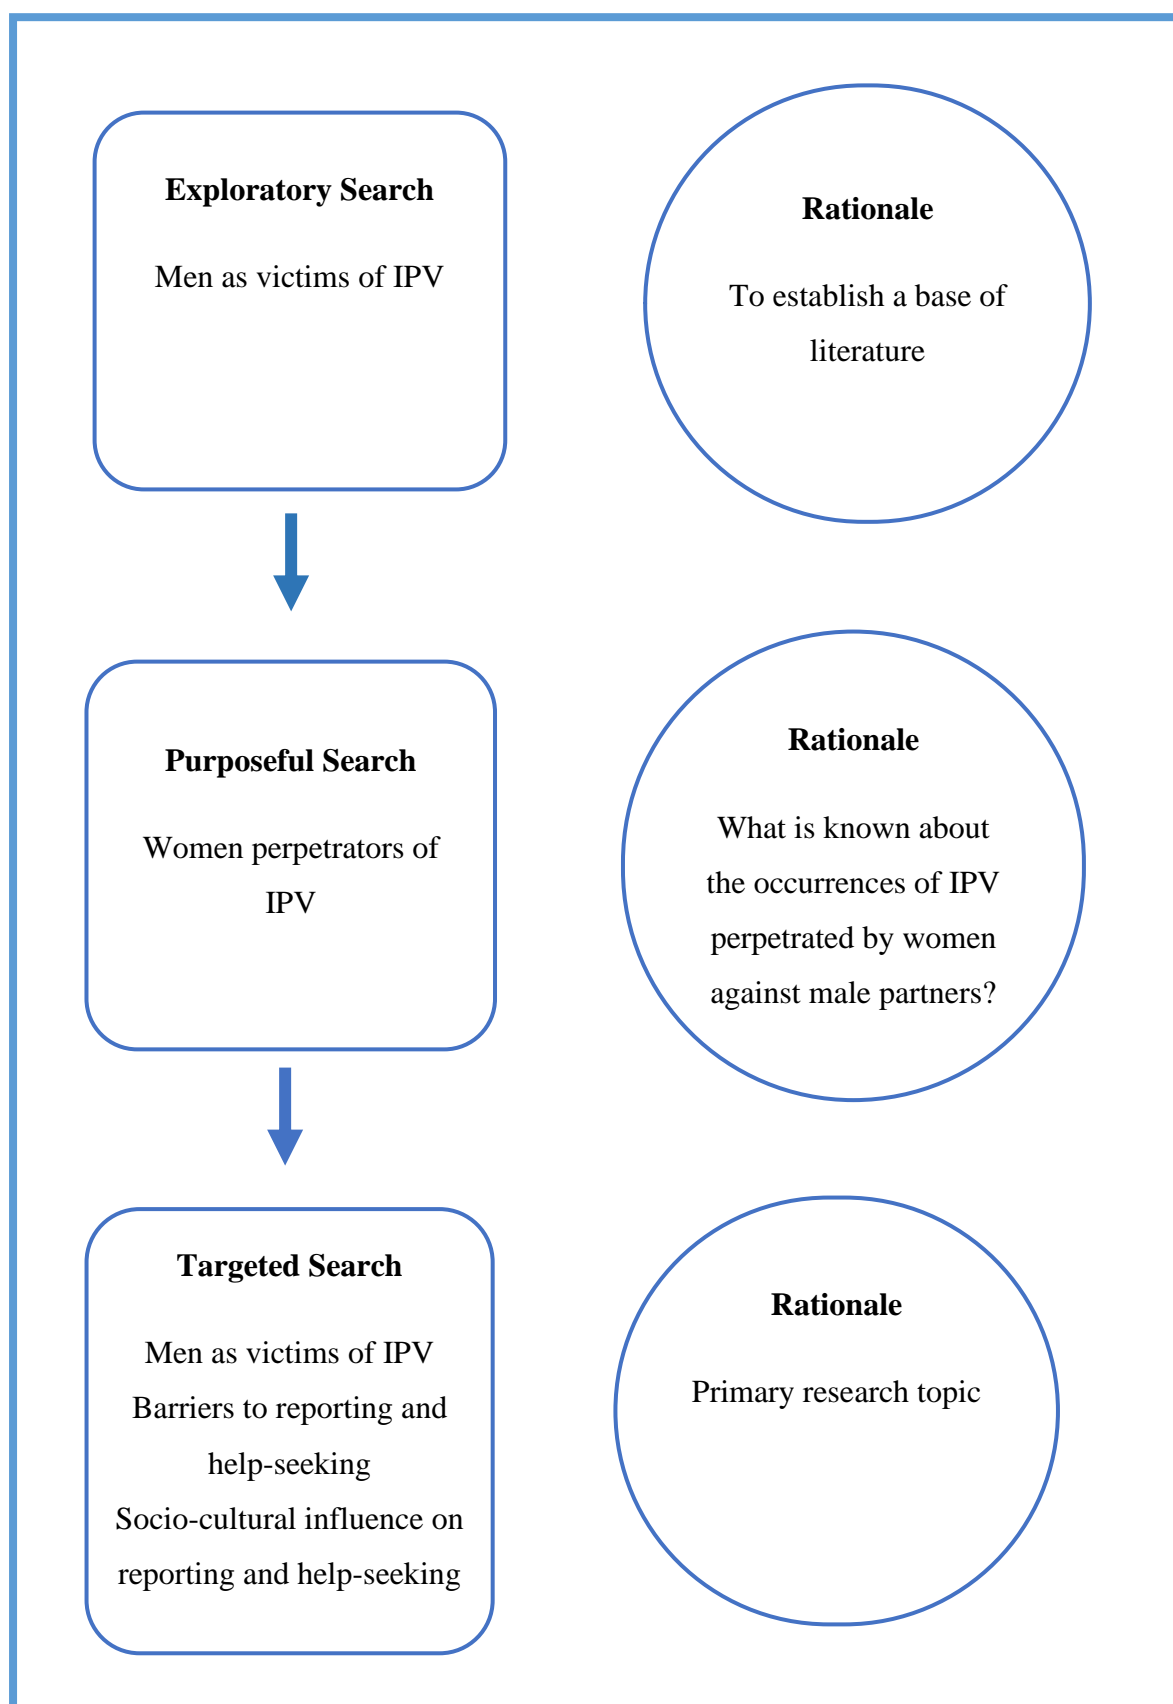 Exploratory Search
Men as victims of IPV
Rationale
To establish a base of
literature
Purposeful Search
Women perpetrators of
IPV
Rationale
What is known about
the occurrences of IPV
perpetrated by women
against male partners?
Targeted Search
Men as victims of IPV
Barriers to reporting and
help-seeking
Socio-cultural influence on
reporting and help-seeking
Rationale
Primary research topic